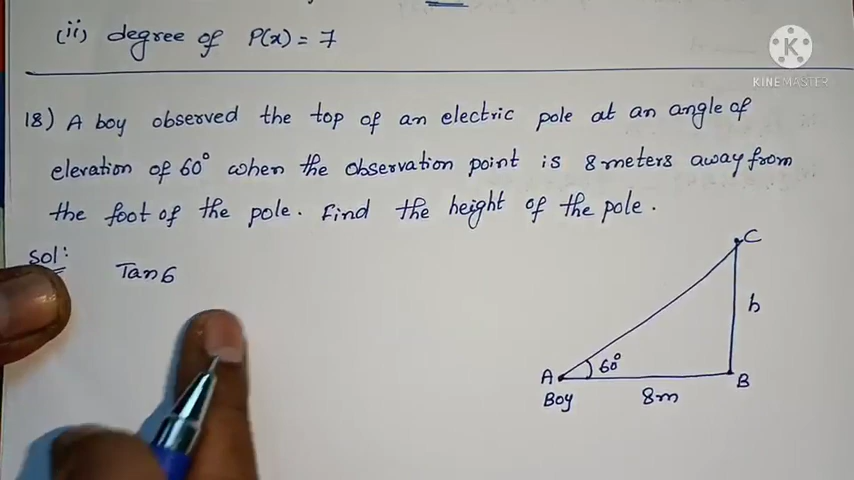 (ii) degree of P(x) = 7
K
KINEMASTER
18) A boy observed the top of an electric pole at an angle of
elevation of 60° when the observation point is 8 meters away from
the foot of the pole. Find the height of the pole.
Sol:
Tan 6
C
h
60°
A
B
Boy
8m